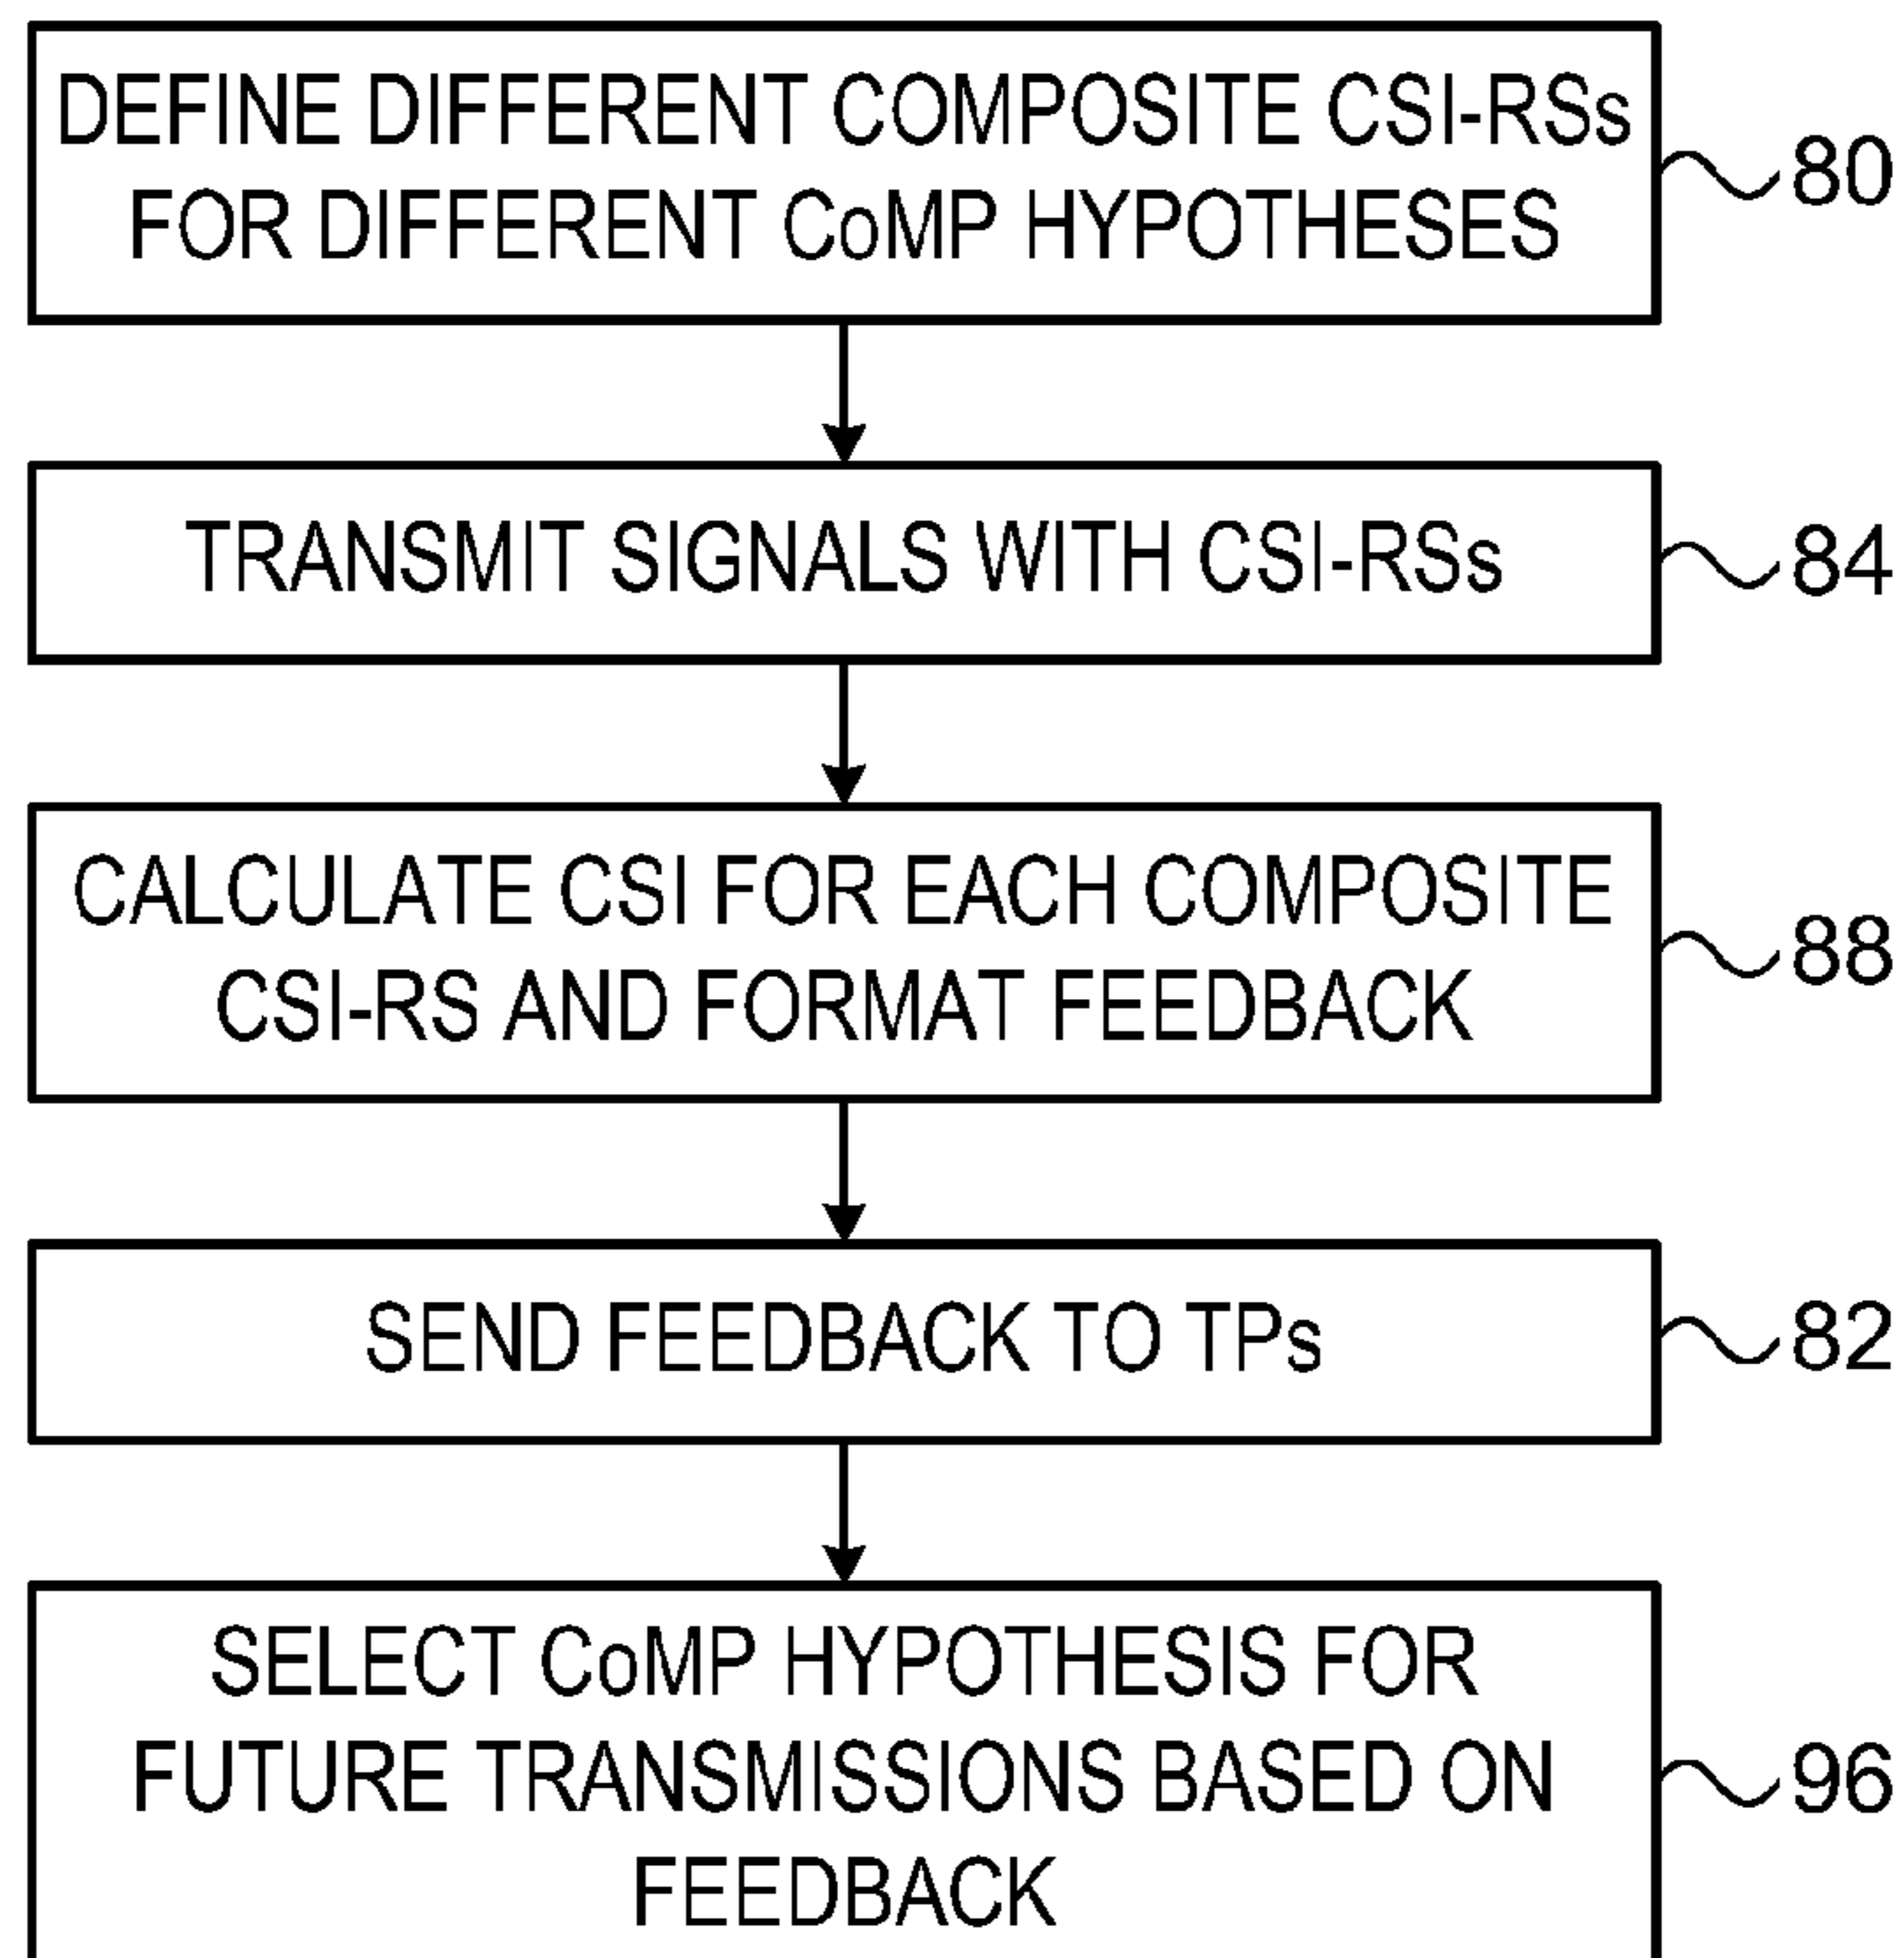 DEFINE DIFFERENT COMPOSITE CSI-RSs
FOR DIFFERENT CoMP HYPOTHESES
80
TRANSMIT SIGNALS WITH CSI-RSs
84
CALCULATE CSI FOR EACH COMPOSITE
CSI-RS AND FORMAT FEEDBACK
88
SEND FEEDBACK TO TPs
82
SELECT CoMP HYPOTHESIS FOR
FUTURE TRANSMISSIONS BASED ON
FEEDBACK
96